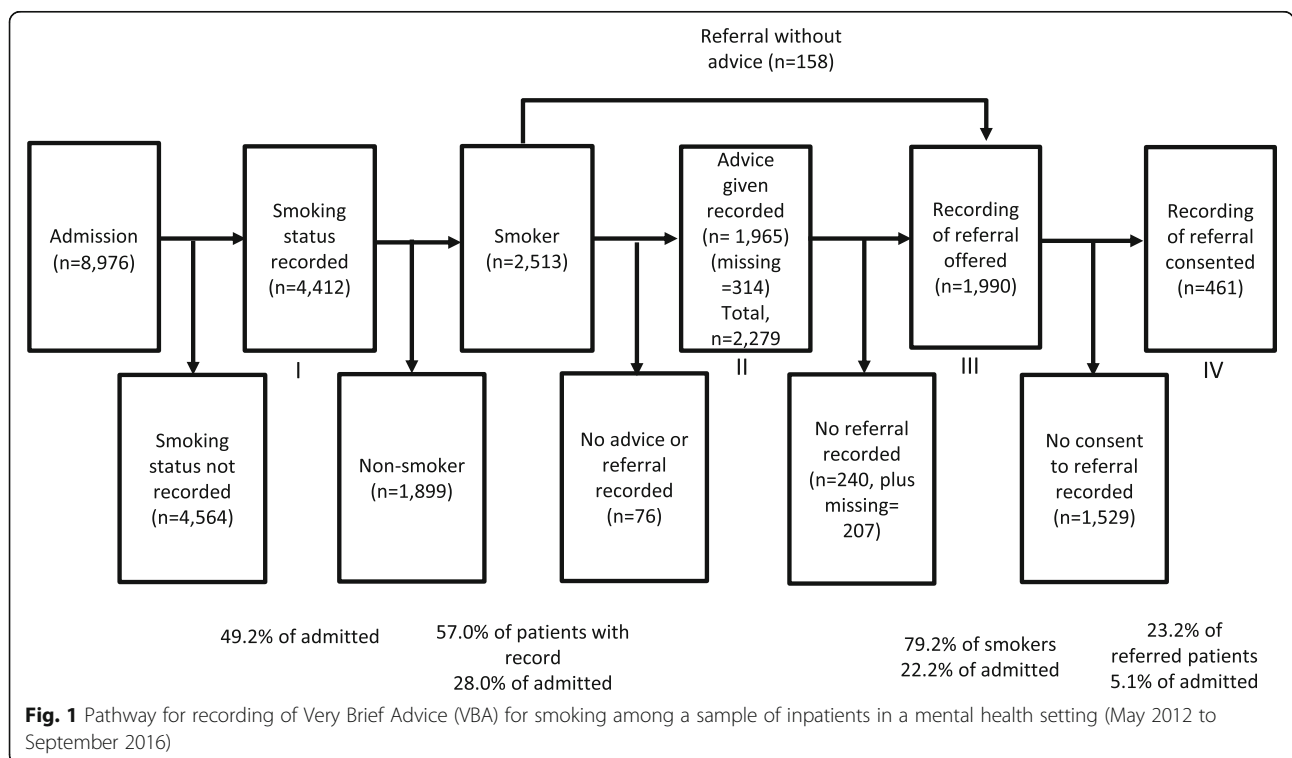 Referral without
advice (n=158)
Admission
(n=8,976)
Smoking
status
recorded
(n=4,412)
Smoker
(n=2,513)
Advice
given
recorded
(n= 1,965)
(missing
=314)
Total,
n=2,279
Recording
of referral
offered
(n=1,990)
Recording
of referral
consented
(n=461)
I
II
III
IV
Smoking
status not
recorded
(n=4,564)
Non-smoker
(n=1,899)
No advice or
referral
recorded
(n=76)
No referral
recorded
(n=240, plus
missing=
207)
No consent
to referral
recorded
(n=1,529)
49.2% of admitted
57.0% of patients with
record
28.0% of admitted
79.2% of smokers
22.2% of admitted
23.2% of
referred patients
5.1% of admitted
Fig. 1 Pathway for recording of Very Brief Advice (VBA) for smoking among a sample of inpatients in a mental health setting (May 2012 to
September 2016)